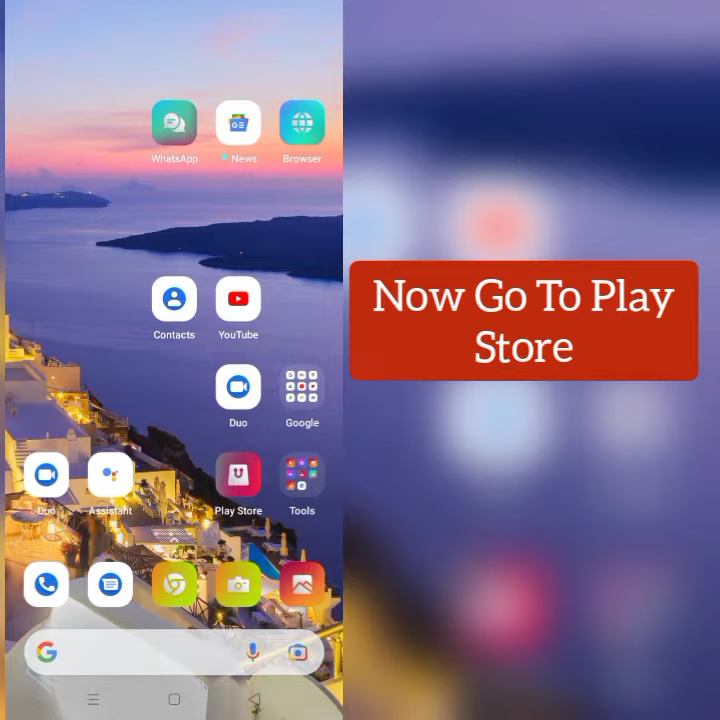 WhatsApp
News
Browser
Contacts
YouTube
Duo
Google
Duo
Assistant
Play Store
Tools
Now Go To Play
Store